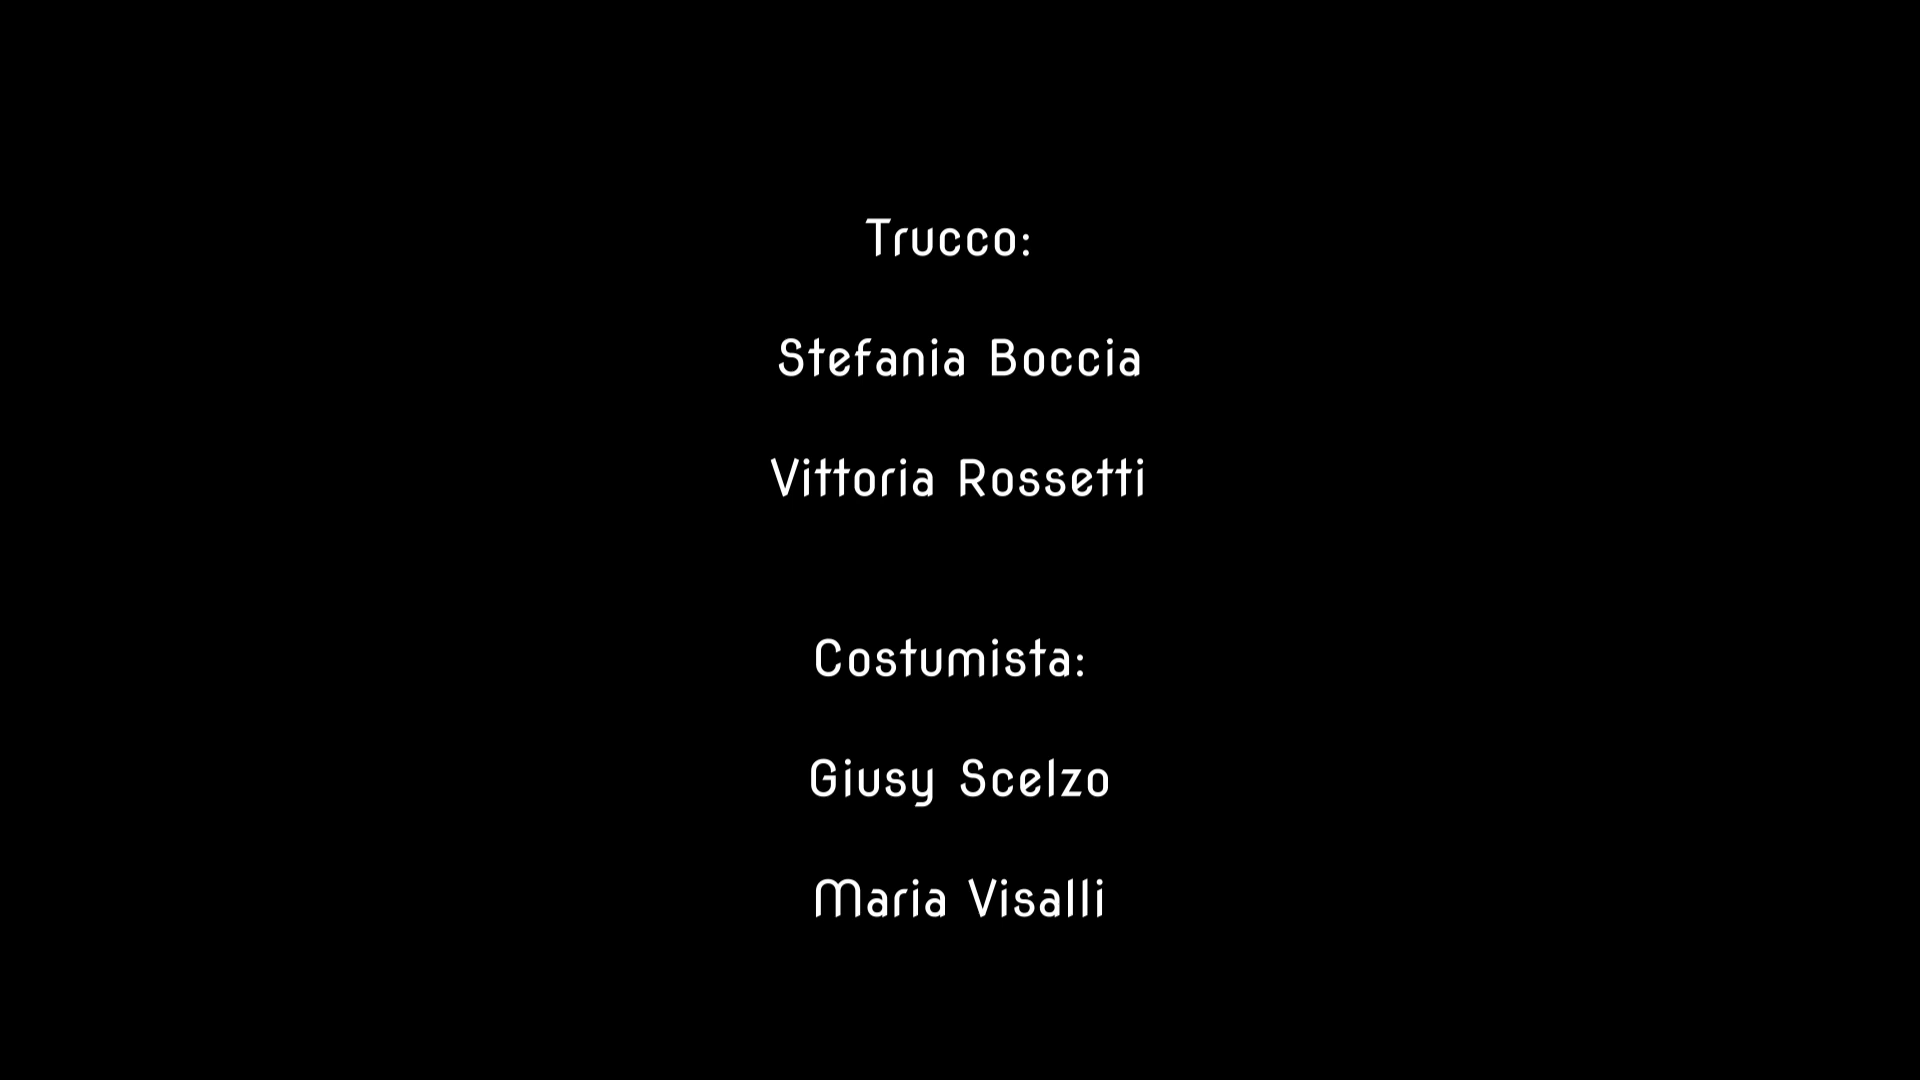 Trucco:
Stefania Boccia
Vittoria Rossetti
Costumista:
Giusy Scelzo
Maria Visalli